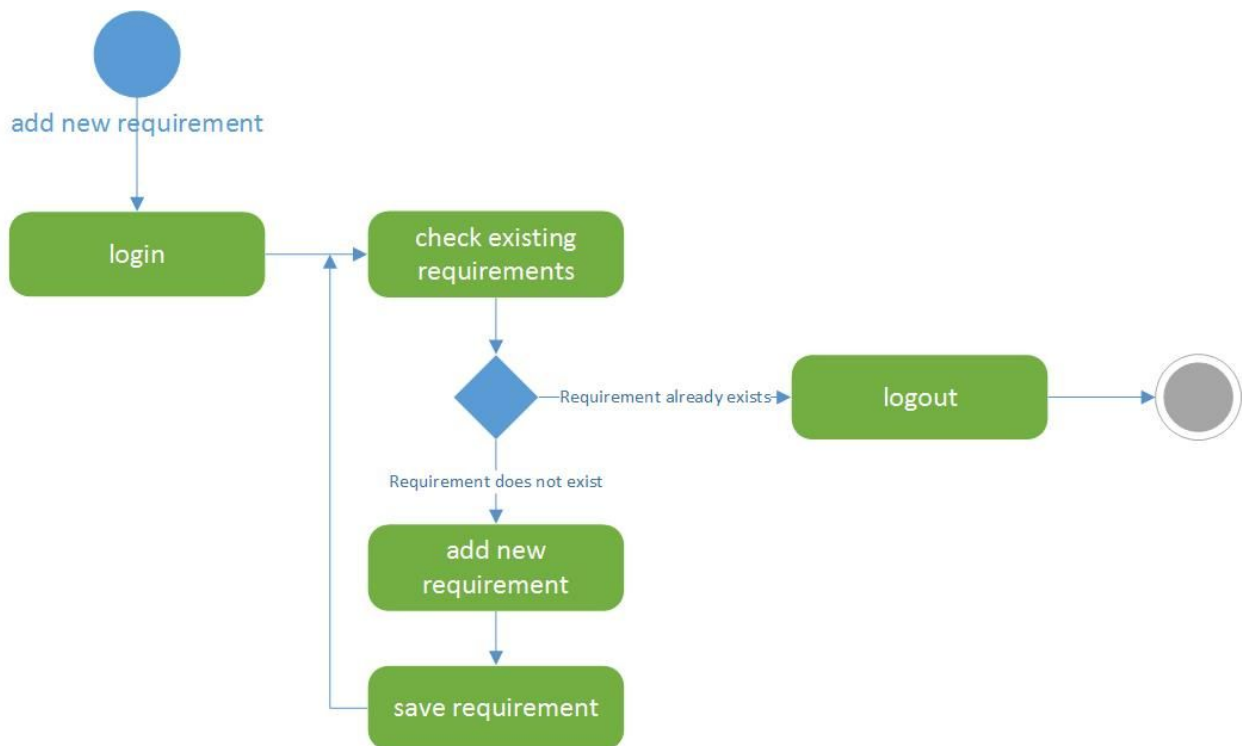 add new requirement
login
check existing
requirements
Requirement already exists
logout
Requirement does not exist
add new
requirement
save requirement